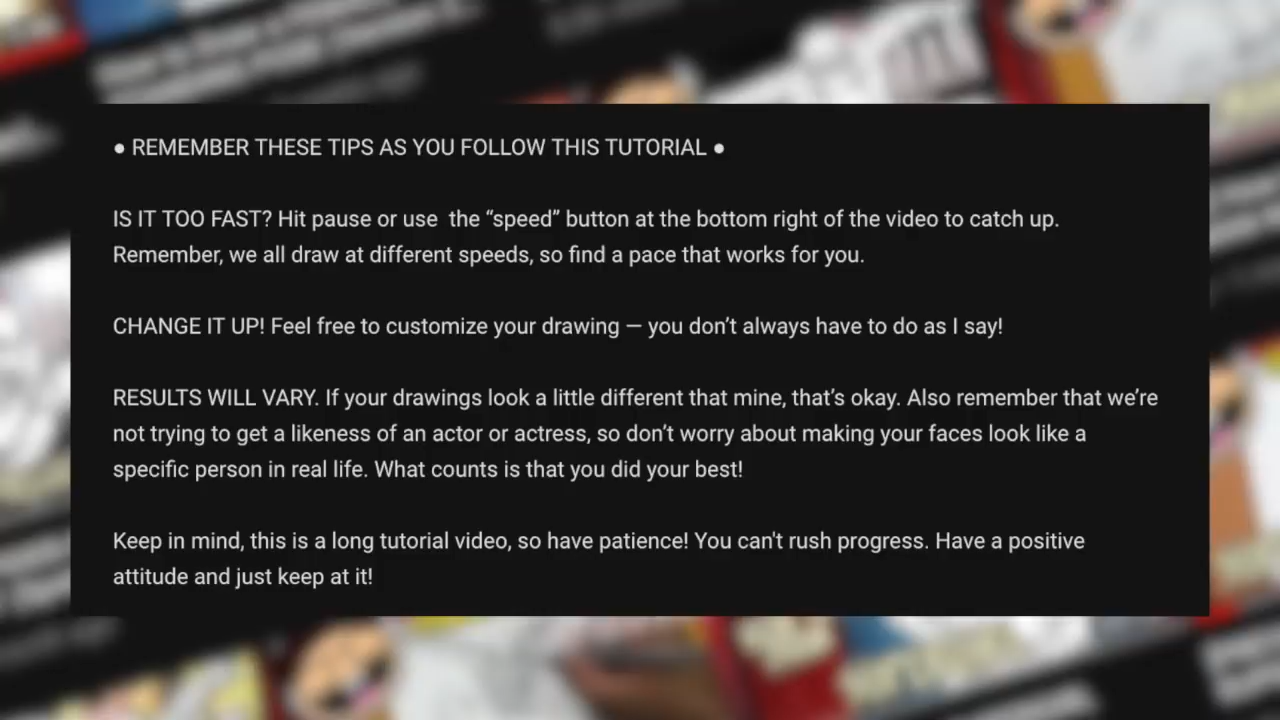 ● REMEMBER THESE TIPS AS YOU FOLLOW THIS TUTORIAL ●
IS IT TOO FAST? Hit pause or use  the “speed” button at the bottom right of the video to catch up.
Remember, we all draw at different speeds, so find a pace that works for you.
CHANGE IT UP! Feel free to customize your drawing — you don’t always have to do as I say!
RESULTS WILL VARY. If your drawings look a little different that mine, that’s okay. Also remember that we’re
not trying to get a likeness of an actor or actress, so don’t worry about making your faces look like a
specific person in real life. What counts is that you did your best!
Keep in mind, this is a long tutorial video, so have patience! You can't rush progress. Have a positive
attitude and just keep at it!